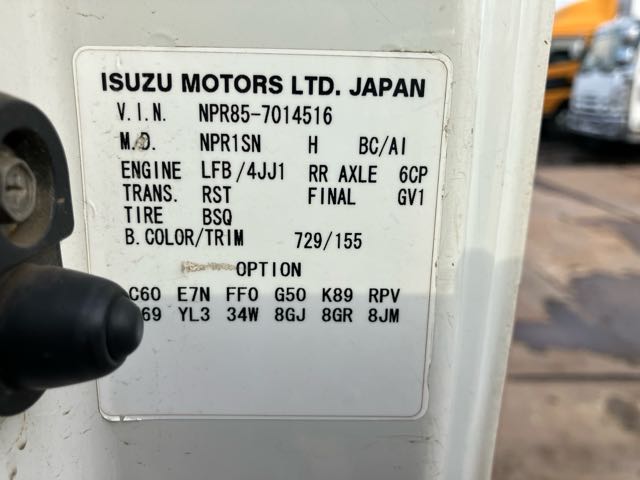 ISUZU MOTORS LTD. JAPAN
V.I.N. NPR85-7014516
M.D. NPR1SN H BC/AI
ENGINE LFB/4JJ1 RR AXLE 6CP
TRANS. RST FINAL GV1
TIRE BSQ
B.COLOR/TRIM 729/155
OPTION
C60 E7N FF0 G50 K89 RPV
69 YL3 34W 8GJ 8GR 8JM